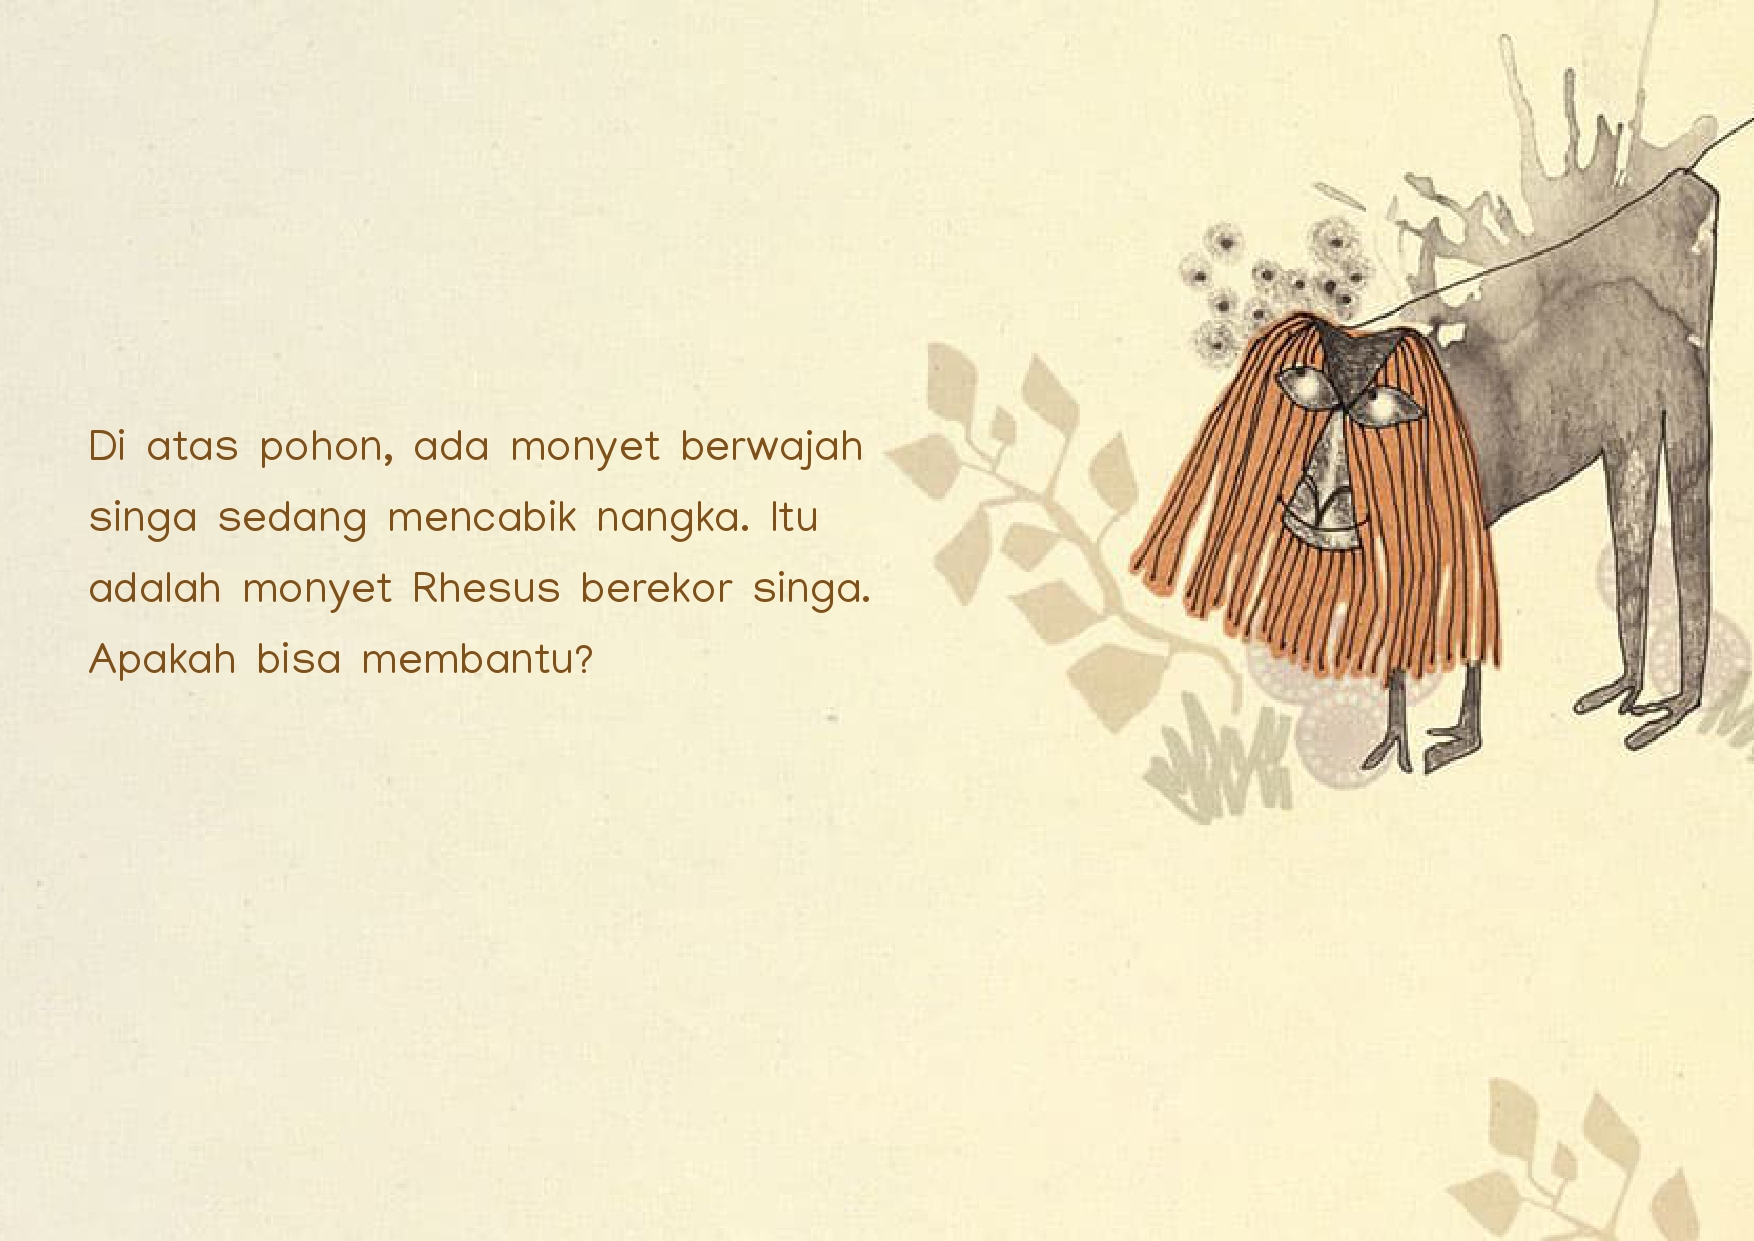 Di atas pohon, ada monyet berwajah
singa sedang mencabik nangka. Itu
adalah monyet Rhesus berekor singa.
Apakah bisa membantu?